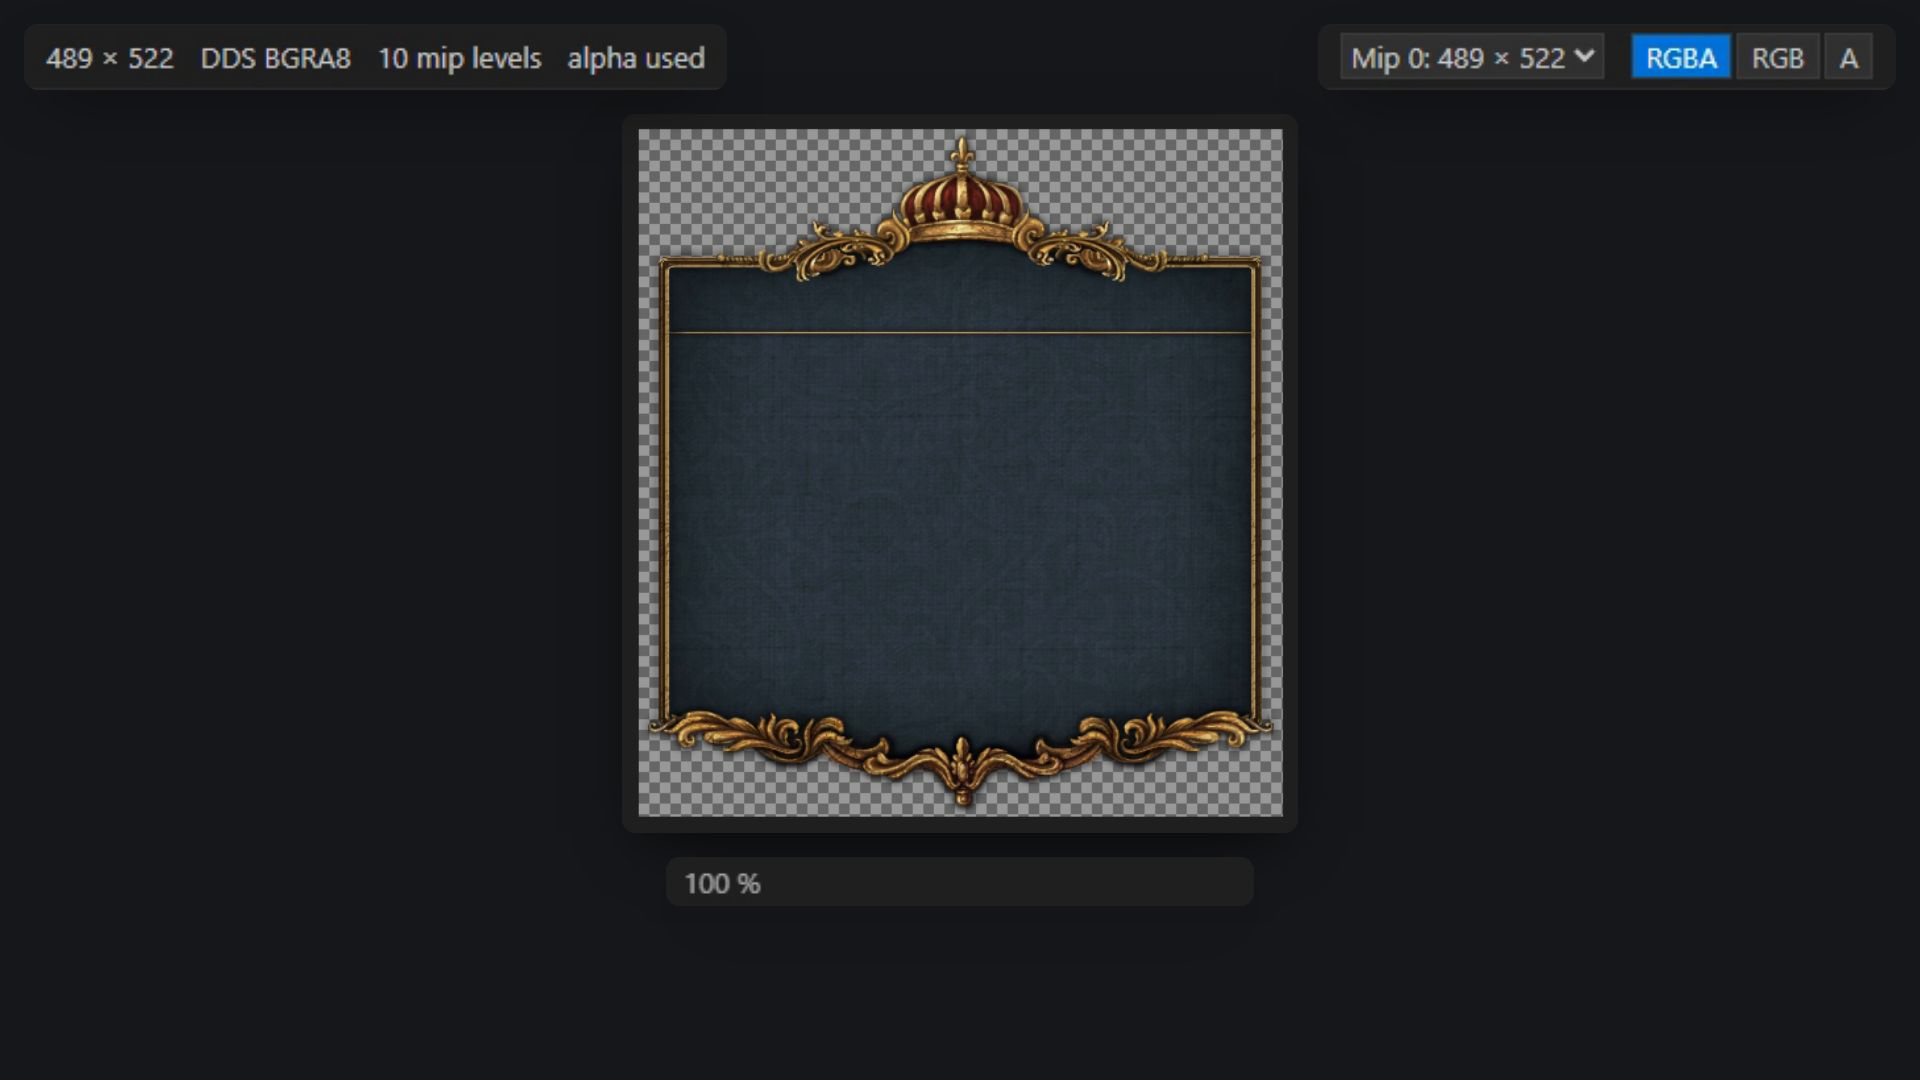 489 × 522 DDS BGRA8 10 mip levels alpha used
Mip 0: 489 × 522 RGBA RGB A
100 %